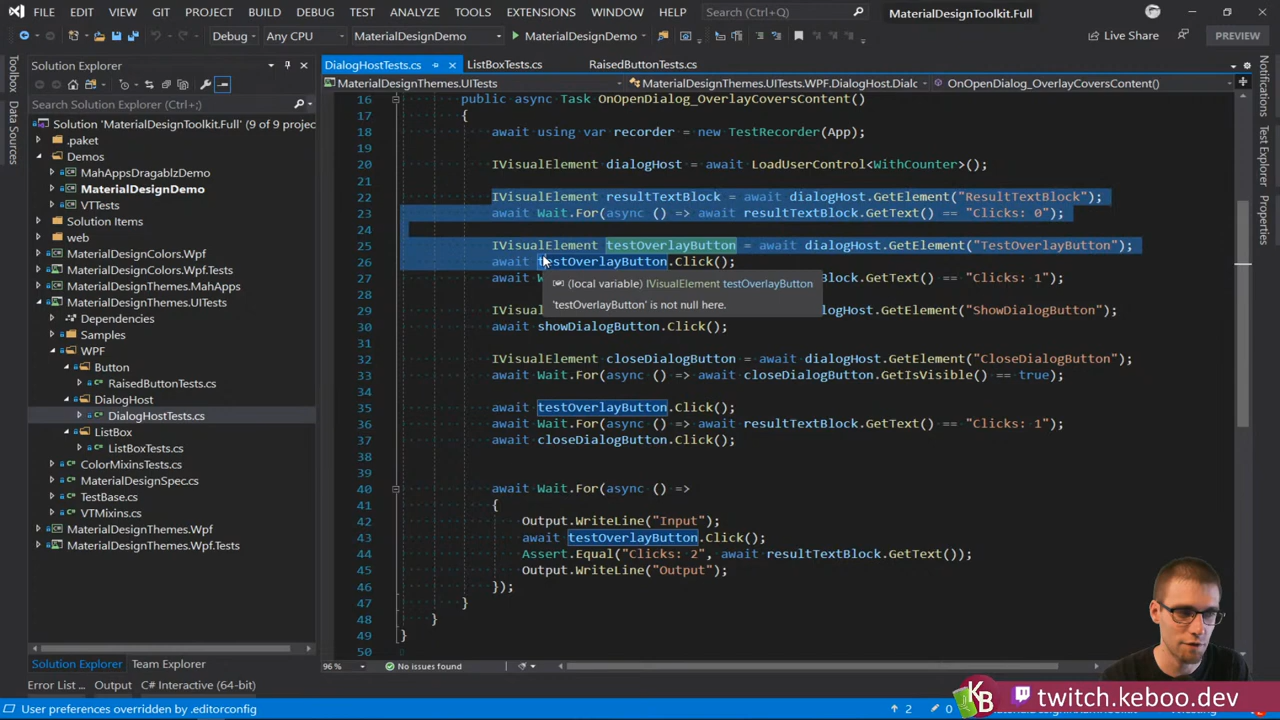 FILE EDIT VIEW GIT PROJECT BUILD DEBUG TEST ANALYZE TOOLS EXTENSIONS WINDOW HELP Search (Ctrl+Q) MaterialDesignToolkit.Full
Debug Any CPU MaterialDesignDemo MaterialDesignDemo Live Share PREVIEW
Toolbox
Data Sources
Notifications
Solution Explorer
Search Solution Explorer (Ctrl+;)
Solution 'MaterialDesignToolkit.Full' (9 of 9 projec
.paket
Demos
MahAppsDragablzDemo
MaterialDesignDemo
VTTests
Solution Items
web
MaterialDesignColors.Wpf
MaterialDesignColors.Wpf.Tests
MaterialDesignThemes.MahApps
MaterialDesignThemes.UITests
Dependencies
Samples
WPF
Button
RaisedButtonTests.cs
DialogHost
DialogHostTests.cs
ListBox
ListBoxTests.cs
ColorMixinsTests.cs
MaterialDesignSpec.cs
TestBase.cs
VTMixins.cs
MaterialDesignThemes.Wpf
MaterialDesignThemes.Wpf.Tests
Solution Explorer Team Explorer
Error List ... Output C# Interactive (64-bit)
DialogHostTests.cs ListBoxTests.cs RaisedButtonTests.cs
MaterialDesignThemes.UITests MaterialDesignThemes.UITests.WPF.DialogHost.Dialc OnOpenDialog_OverlayCoversContent()
16 public async Task OnOpenDialog_OverlayCoversContent()
17 {
18 await using var recorder = new TestRecorder(App);
19
20 IVisualElement dialogHost = await LoadUserControl<WithCounter>();
21
22 IVisualElement resultTextBlock = await dialogHost.GetElement("ResultTextBlock");
23 await Wait.For(async () => await resultTextBlock.GetText() == "Clicks: 0");
24
25 IVisualElement testOverlayButton = await dialogHost.GetElement("TestOverlayButton");
26 await testOverlayButton.Click();
27 await W lock.GetText() == "Clicks: 1");
(local variable) IVisualElement testOverlayButton
'testOverlayButton' is not null here.
29 IVis alogHost.GetElement("ShowDialogButton");
30 await showDialogButton.Click();
31
32 IVisualElement closeDialogButton = await dialogHost.GetElement("CloseDialogButton");
33 await Wait.For(async () => await closeDialogButton.GetIsVisible() == true);
34
35 await testOverlayButton.Click();
36 await Wait.For(async () => await resultTextBlock.GetText() == "Clicks: 1");
37 await closeDialogButton.Click();
38
39
40 await Wait.For(async () =>
41 {
42 Output.WriteLine("Input");
43 await testOverlayButton.Click();
44 Assert.Equal("Clicks: 2", await resultTextBlock.GetText());
45 Output.WriteLine("Output");
46 });
47 }
48 }
49 }
50
96 % No issues found
User preferences overridden by .editorconfig 2 0
KB twitch.keboo.dev